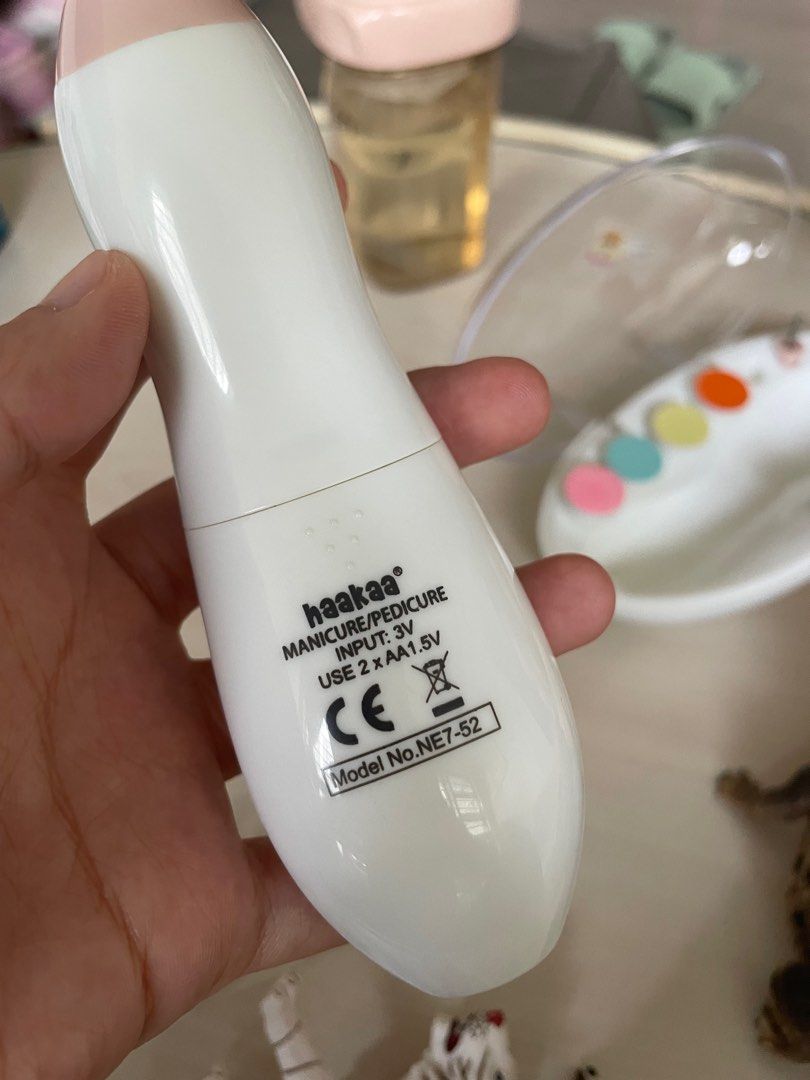 haakaa®
MANICURE/PEDICURE
INPUT: 3V
USE 2 x AA1.5V
CE
Model No.NE7-52